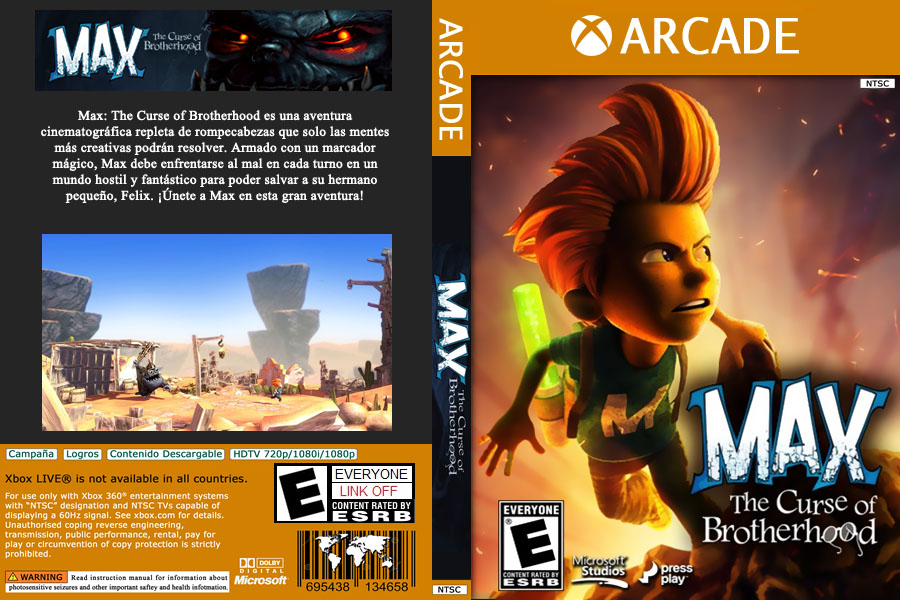 MAX
The Curse of
Brotherhood
Max: The Curse of Brotherhood es una aventura
cinematográfica repleta de rompecabezas que solo las mentes
más creativas podrán resolver. Armado con un marcador
mágico, Max debe enfrentarse al mal en cada turno en un
mundo hostil y fantástico para poder salvar a su hermano
pequeño, Felix. ¡Únete a Max en esta gran aventura!
Campaña Logros Contenido Descargable HDTV 720p/1080i/1080p
Xbox LIVE® is not available in all countries.
For use only with Xbox 360® entertainment systems
with "NTSC" designation and NTSC TVs capable of
displaying a 60Hz signal. See xbox.com for details.
Unauthorised coping reverse engineering,
transmission, public performance, rental, pay for
play or circumvention of copy protection is strictly
prohibited.
WARNING Read instruction manual for information about
photosensitive seizures and other important saftey and health information.
E
EVERYONE
LINK OFF
CONTENT RATED BY
ESRB
DOLBY
DIGITAL
Microsoft
695438 134658
ARCADE
MAX
The Curse of
Brotherhood
NTSC
ARCADE
NTSC
M
MAX
The Curse of
Brotherhood
EVERYONE
E
®
CONTENT RATED BY
ESRB
Microsoft
Studios
press
play